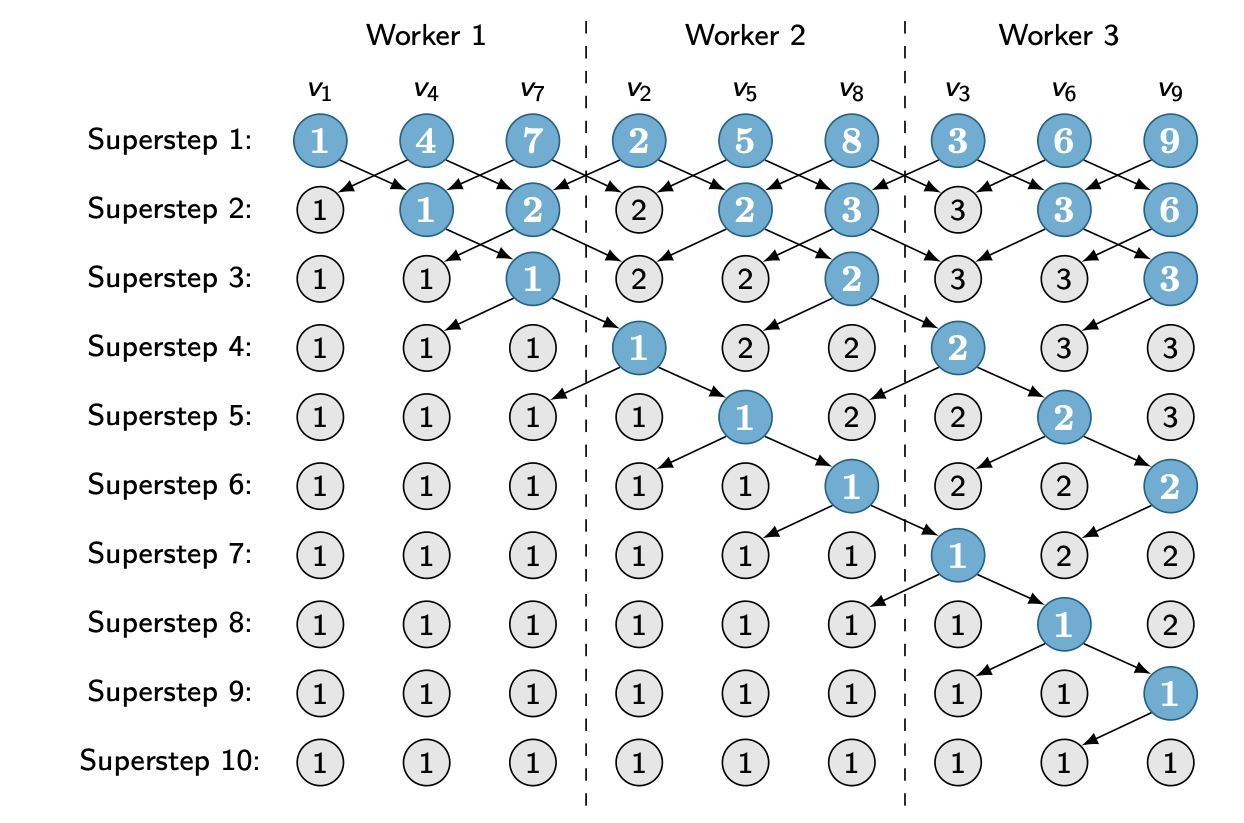 Worker 1 Worker 2 Worker 3
v1 v4 v7 v2 v5 v8 v3 v6 v9
Superstep 1: 1 4 7 2 5 8 3 6 9
Superstep 2: 1 1 2 2 2 3 3 3 6
Superstep 3: 1 1 1 2 2 2 3 3 3
Superstep 4: 1 1 1 1 2 2 2 3 3
Superstep 5: 1 1 1 1 1 2 2 2 3
Superstep 6: 1 1 1 1 1 1 2 2 2
Superstep 7: 1 1 1 1 1 1 1 2 2
Superstep 8: 1 1 1 1 1 1 1 1 2
Superstep 9: 1 1 1 1 1 1 1 1 1
Superstep 10: 1 1 1 1 1 1 1 1 1